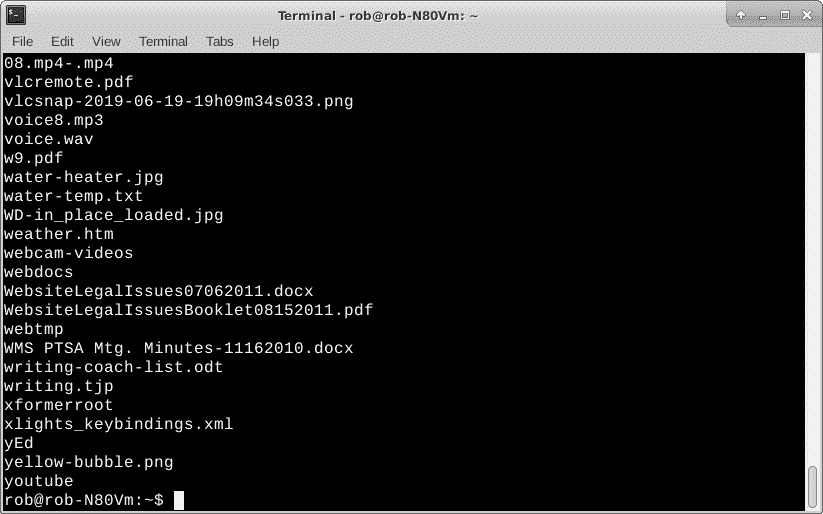 Terminal - rob@rob-N80Vm: ~
File Edit View Terminal Tabs Help
08.mp4-.mp4
vlcremote.pdf
vlcsnap-2019-06-19-19h09m34s033.png
voice8.mp3
voice.wav
w9.pdf
water-heater.jpg
water-temp.txt
WD-in_place_loaded.jpg
weather.htm
webcam-videos
webdocs
WebsiteLegalIssues07062011.docx
WebsiteLegalIssuesBooklet08152011.pdf
webtmp
WMS PTSA Mtg. Minutes-11162010.docx
writing-coach-list.odt
writing.tjp
xformerroot
xlights_keybindings.xml
yEd
yellow-bubble.png
youtube
rob@rob-N80Vm:~$